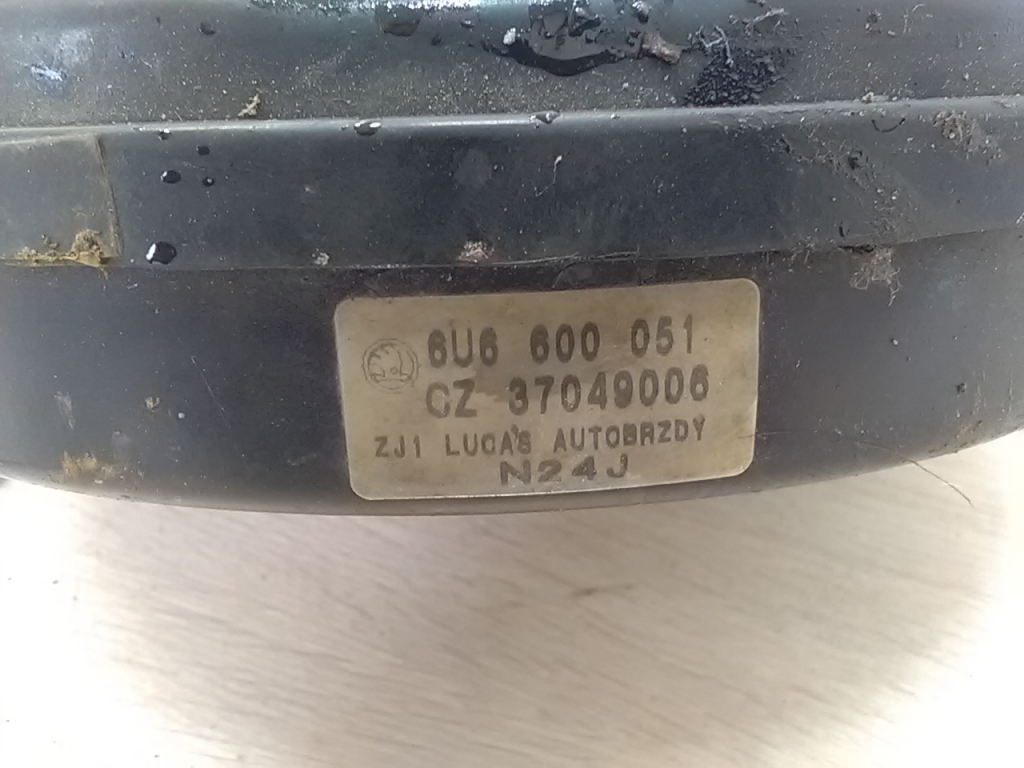 6U6 600 051
CZ 37049006
ZJ1 LUCAS AUTOBRZDY
N24J